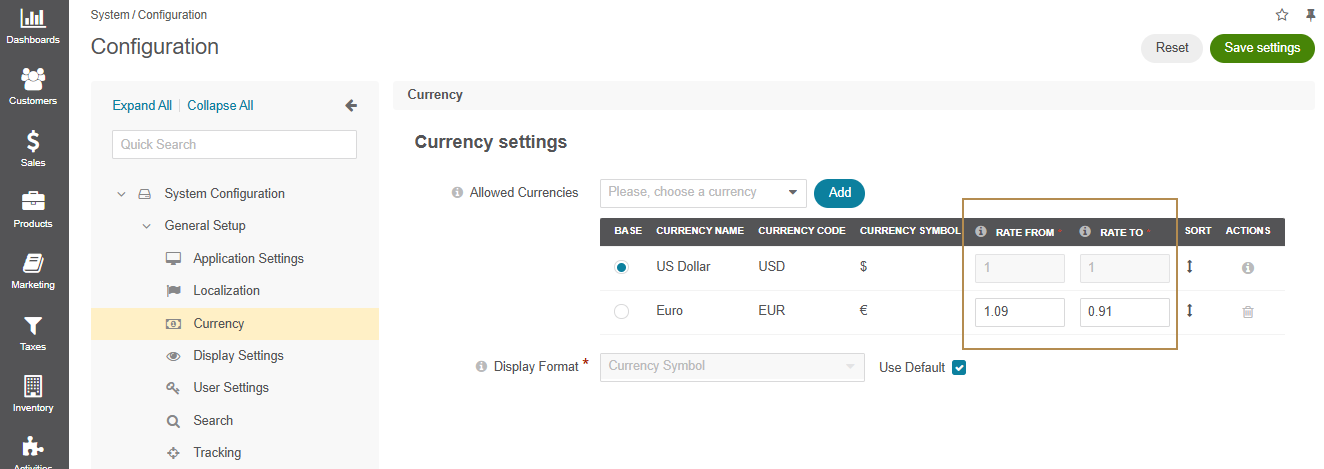 System / Configuration
Configuration
Reset
Save settings
Dashboards
Customers
Sales
Products
Marketing
Taxes
Inventory
Activities
Expand All | Collapse All
Quick Search
System Configuration
General Setup
Application Settings
Localization
Currency
Display Settings
User Settings
Search
Tracking
Currency
Currency settings
Allowed Currencies Please, choose a currency Add
BASE CURRENCY NAME CURRENCY CODE CURRENCY SYMBOL RATE FROM * RATE TO * SORT ACTIONS
US Dollar USD $ 1 1
Euro EUR € 1.09 0.91
Display Format * Currency Symbol Use Default